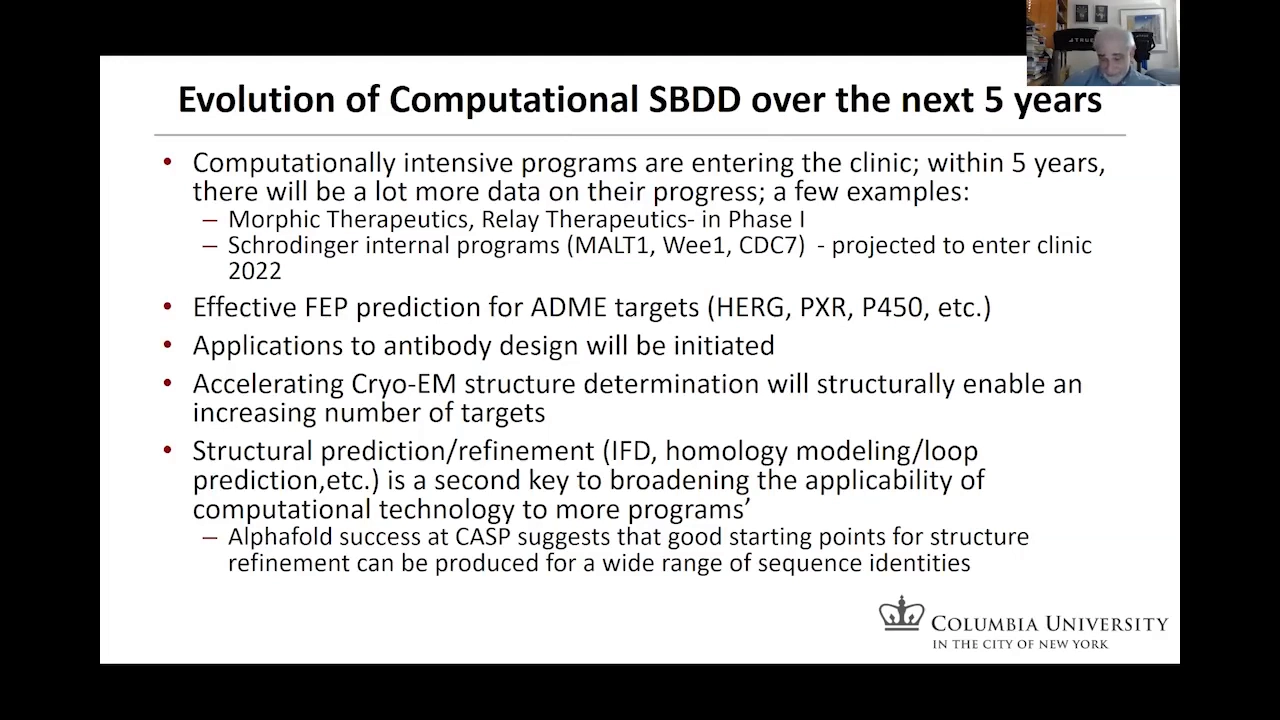 Evolution of Computational SBDD over the next 5 years
• Computationally intensive programs are entering the clinic; within 5 years,
there will be a lot more data on their progress; a few examples:
– Morphic Therapeutics, Relay Therapeutics- in Phase I
– Schrodinger internal programs (MALT1, Wee1, CDC7)  - projected to enter clinic
2022
• Effective FEP prediction for ADME targets (HERG, PXR, P450, etc.)
• Applications to antibody design will be initiated
• Accelerating Cryo-EM structure determination will structurally enable an
increasing number of targets
• Structural prediction/refinement (IFD, homology modeling/loop
prediction,etc.) is a second key to broadening the applicability of
computational technology to more programs’
– Alphafold success at CASP suggests that good starting points for structure
refinement can be produced for a wide range of sequence identities
COLUMBIA UNIVERSITY
IN THE CITY OF NEW YORK